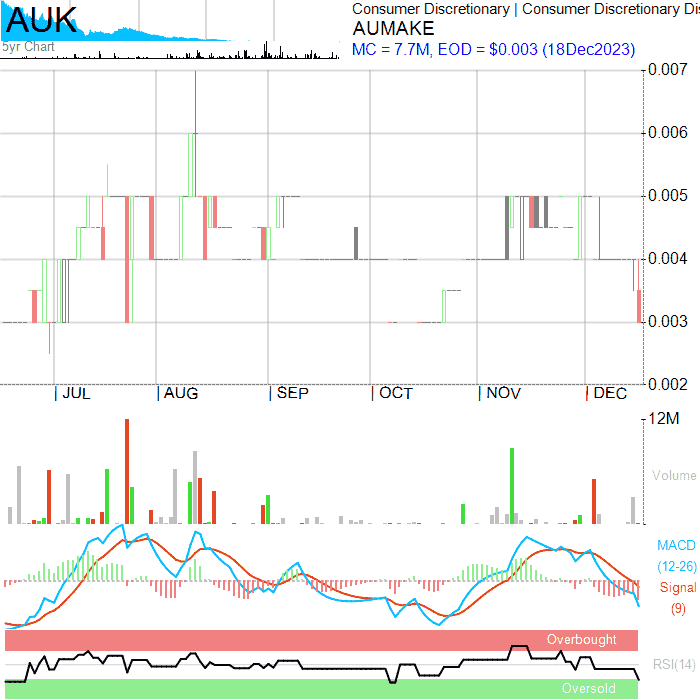 AUK
5yr Chart
Consumer Discretionary | Consumer Discretionary Dis
AUMAKE
MC = 7.7M, EOD = $0.003 (18Dec2023)
0.007
0.006
0.005
0.004
0.003
0.002
JUL AUG SEP OCT NOV DEC
12M
Volume
MACD
(12-26)
Signal
(9)
Overbought
RSI(14)
Oversold